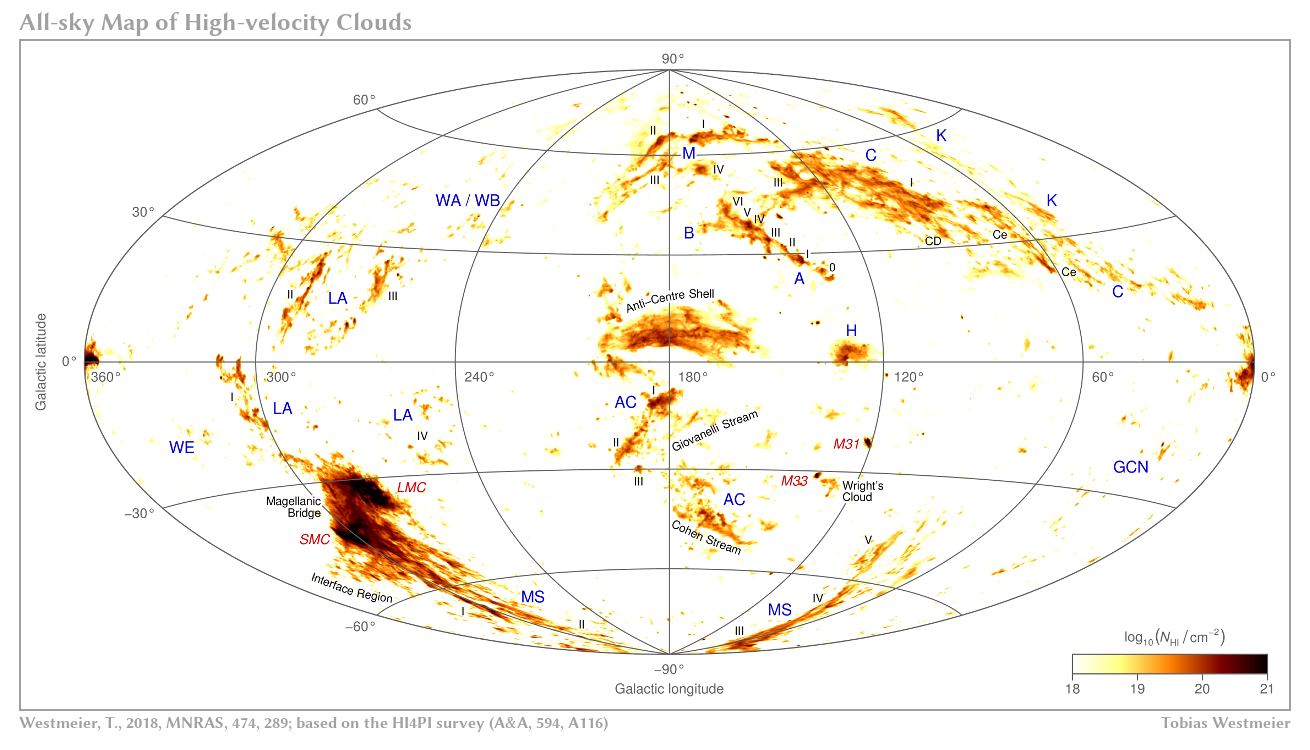 All-sky Map of High-velocity Clouds
90°
60°
K
I
II
M
C
IV
III
III
I
K
WA / WB
VI
V
IV
30°
B
III
II
I
CD
Ce
0
A
Ce
C
II
LA
III
Anti-Centre Shell
H
Galactic latitude
0°
360°
300°
240°
180°
120°
60°
0°
I
I
AC
LA
LA
Giovanelli Stream
IV
II
WE
M31
GCN
III
M33
LMC
Wright's
Cloud
Magellanic
Bridge
AC
-30°
SMC
Cohen Stream
V
Interface Region
MS
IV
I
MS
II
III
-60°
-90°
Galactic longitude
log10(NHI / cm−2)
18
19
20
21
Westmeier, T., 2018, MNRAS, 474, 289; based on the HI4PI survey (A&A, 594, A116)
Tobias Westmeier